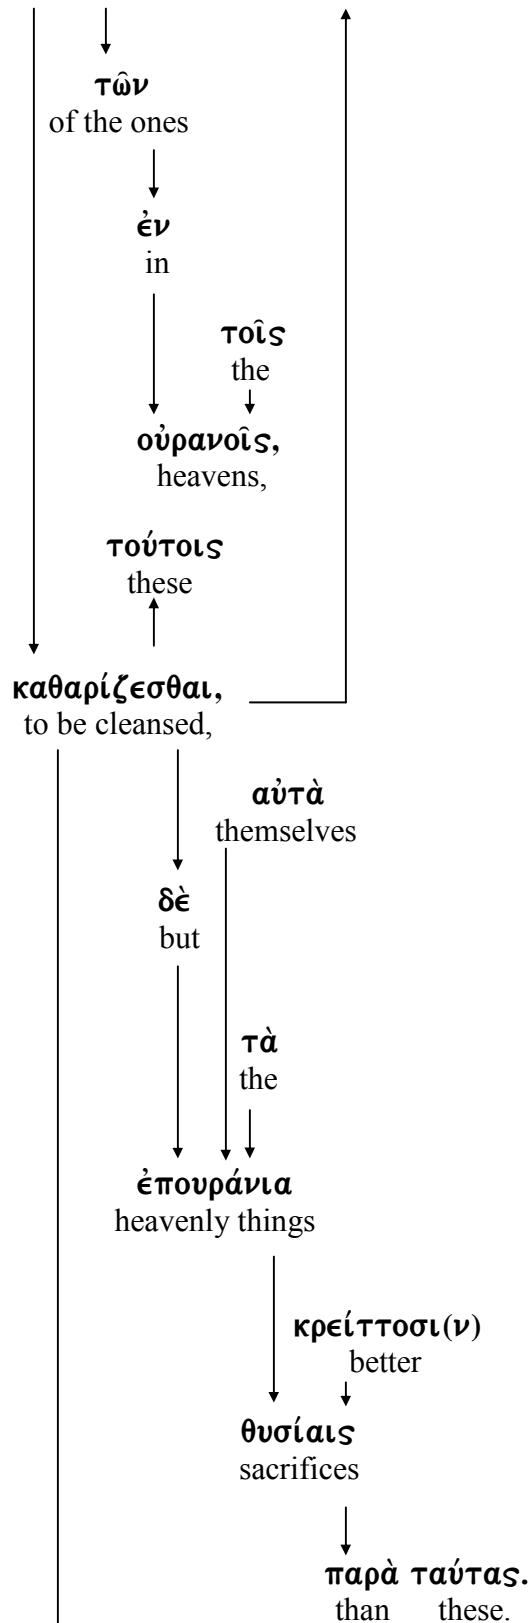 τῶν
of the ones
ἐν
in
τοῖς
the
οὐρανοῖς,
heavens,
τούτοις
these
καθαρίζεσθαι,
to be cleansed,
αὐτὰ
themselves
δὲ
but
τὰ
the
ἐπουράνια
heavenly things
κρείττοσι(ν)
better
θυσίαις
sacrifices
παρὰ ταύτας.
than these.